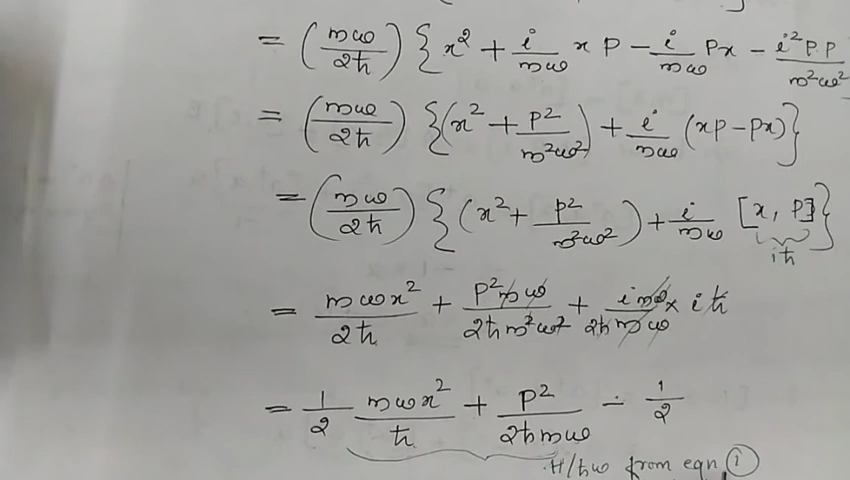 = (mω/2ħ) { x² + i/mω x P − i/mω Px − i²P.P/m²ω²
= (mω/2ħ) { (x² + P²/m²ω²) + i/mω (xP − Px) }
= (mω/2ħ) { (x² + P²/m²ω²) + i/mω [x, P] }
iħ
= mωx²/2ħ + P²mω/2ħm²ω² + imω/2ħmω × iħ
= 1/2 mωx²/ħ + P²/2ħmω − 1/2
H/ħω from eqn ①